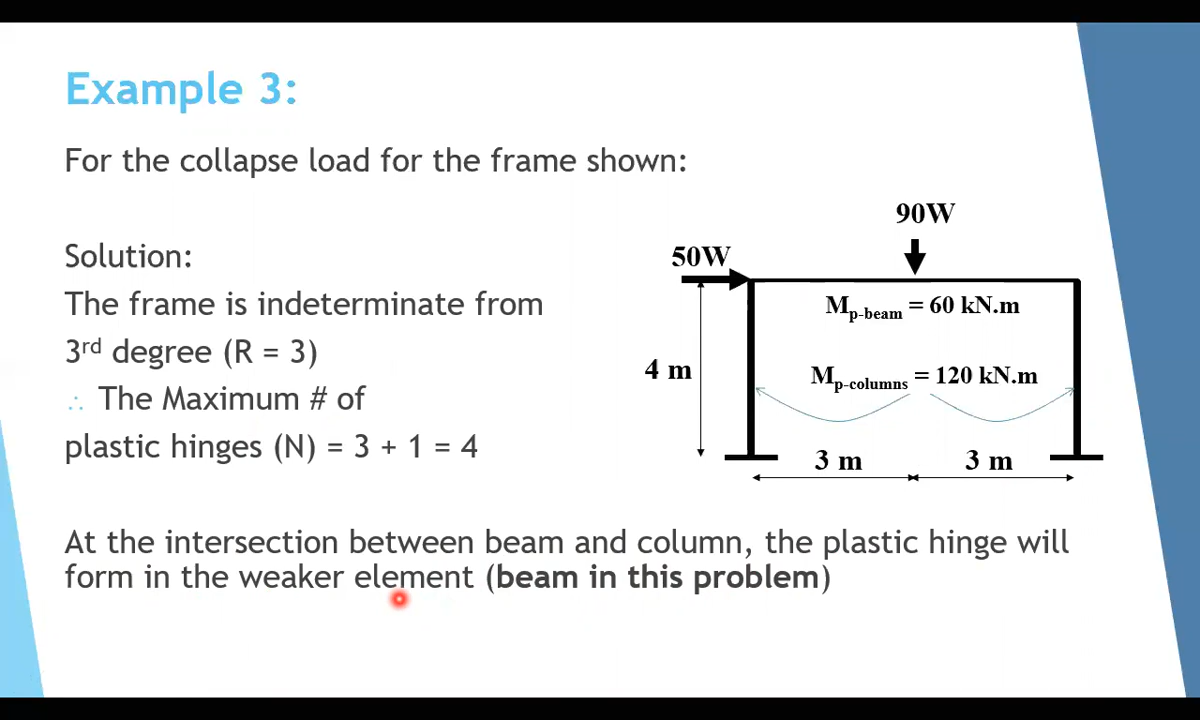 Example 3:
For the collapse load for the frame shown:
Solution:
The frame is indeterminate from
3rd degree (R = 3)
∴ The Maximum # of
plastic hinges (N) = 3 + 1 = 4
90W
50W
Mp-beam = 60 kN.m
4 m
Mp-columns = 120 kN.m
3 m
3 m
At the intersection between beam and column, the plastic hinge will
form in the weaker element (beam in this problem)